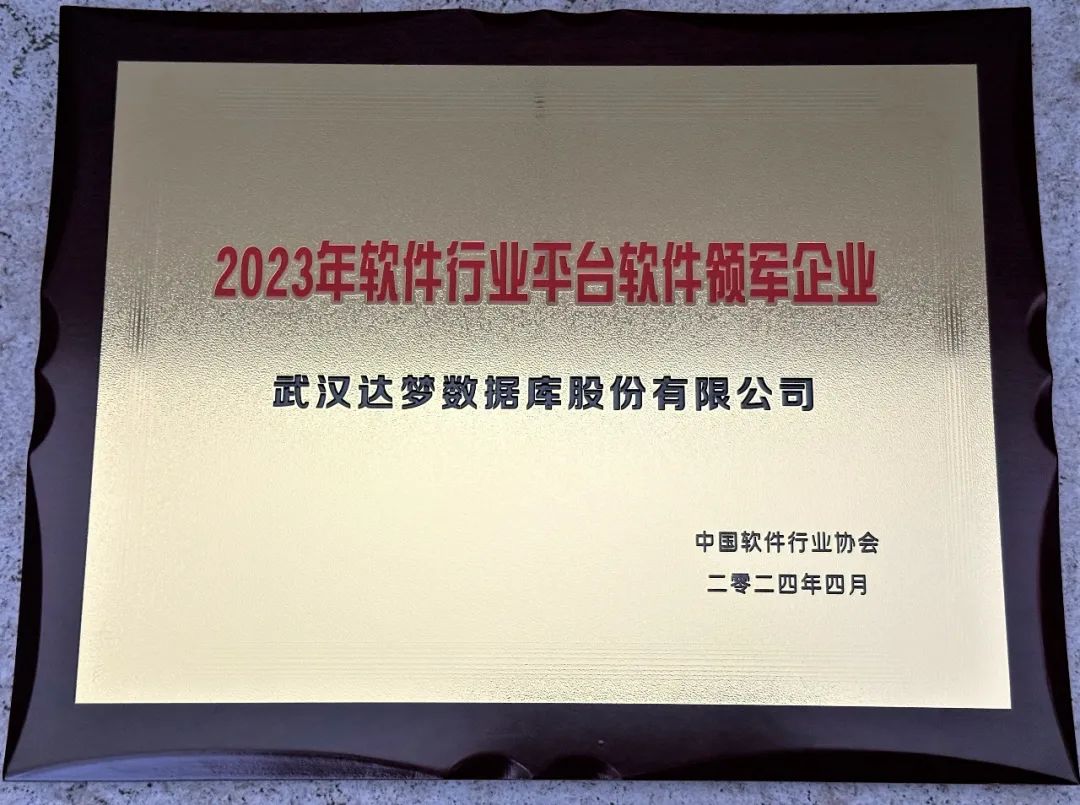 2023年软件行业平台软件领军企业
武汉达梦数据库股份有限公司
中国软件行业协会
二零二四年四月